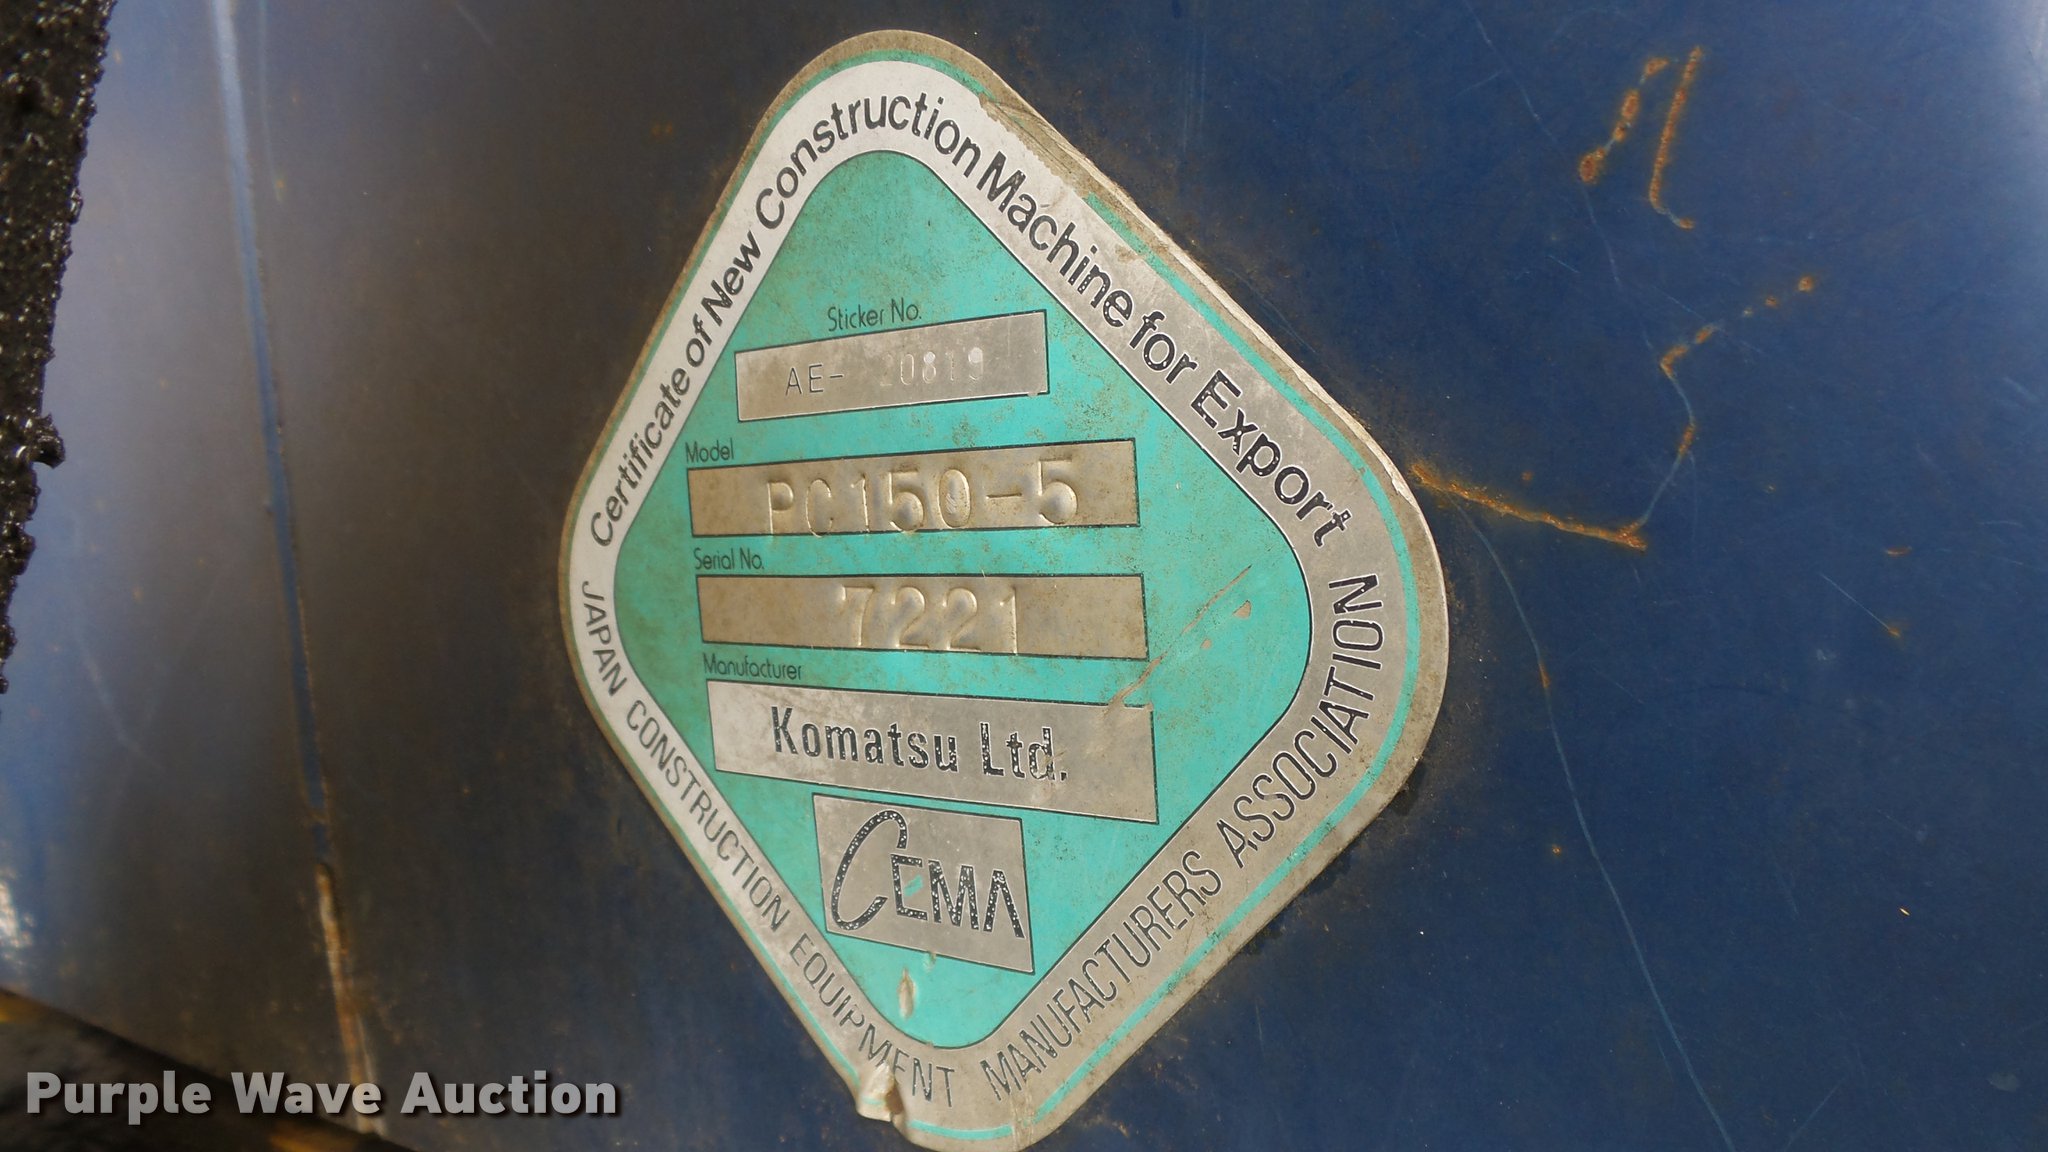 Certificate of New Construction Machine for Export
Sticker No.
AE- 20819
Model
PC150-5
Serial No.
7221
Manufacturer
Komatsu Ltd.
CEMA
JAPAN CONSTRUCTION EQUIPMENT MANUFACTURERS ASSOCIATION
Purple Wave Auction